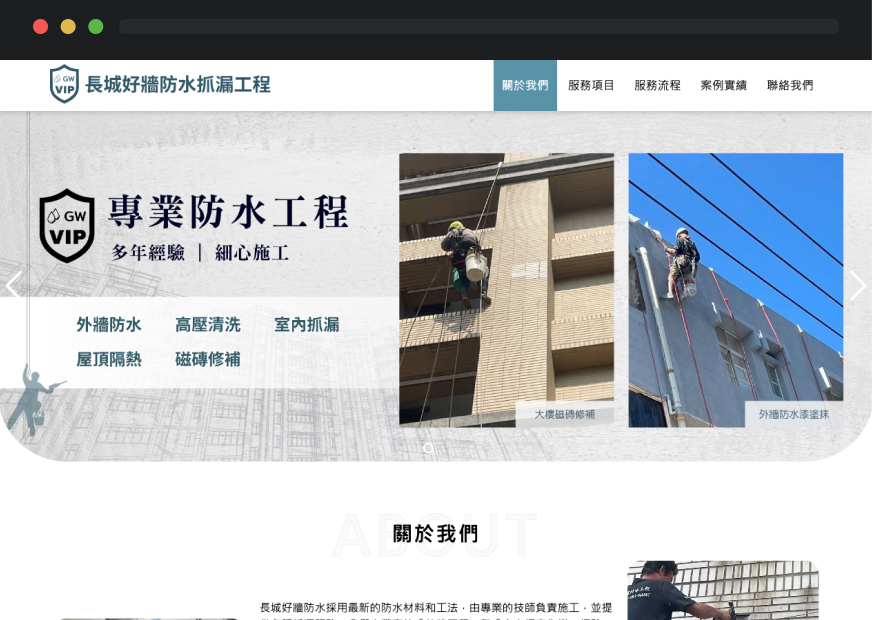 GW
VIP
長城好牆防水抓漏工程
關於我們
服務項目
服務流程
案例實績
聯絡我們
GW
VIP
專業防水工程
多年經驗｜細心施工
外牆防水 高壓清洗 室內抓漏
屋頂隔熱 磁磚修補
大樓磁磚修補
外牆防水漆塗抹
ABOUT
關於我們
長城好牆防水採用最新的防水材料和工法，由專業的技師負責施工，並提